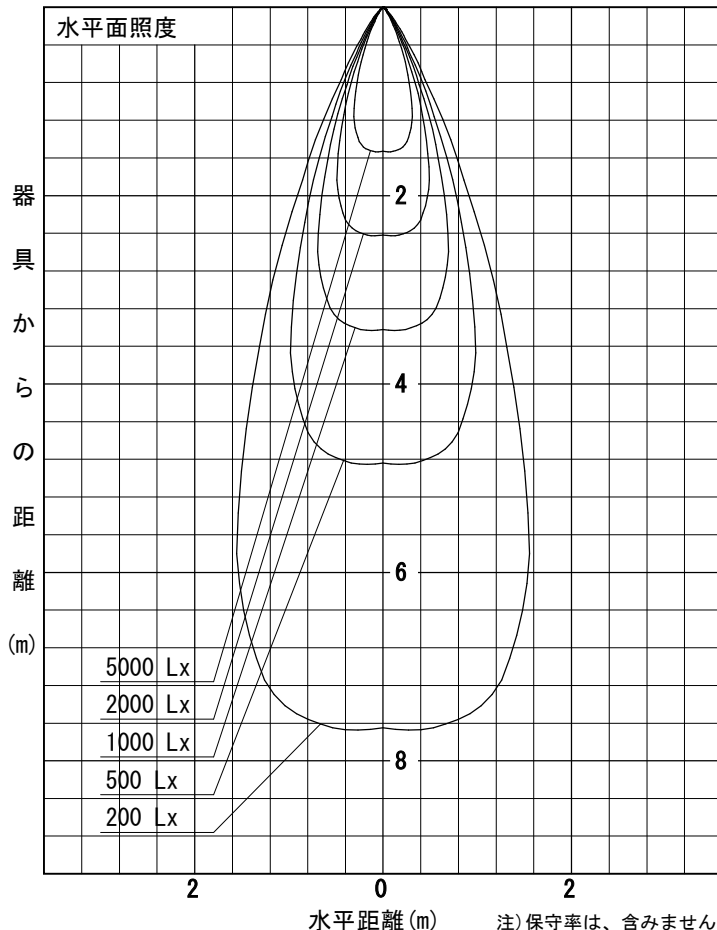 水平面照度
器具からの距離(m)
2
4
6
8
5000 Lx
2000 Lx
1000 Lx
500 Lx
200 Lx
2
0
2
水平距離(m)
注)保守率は、含みません